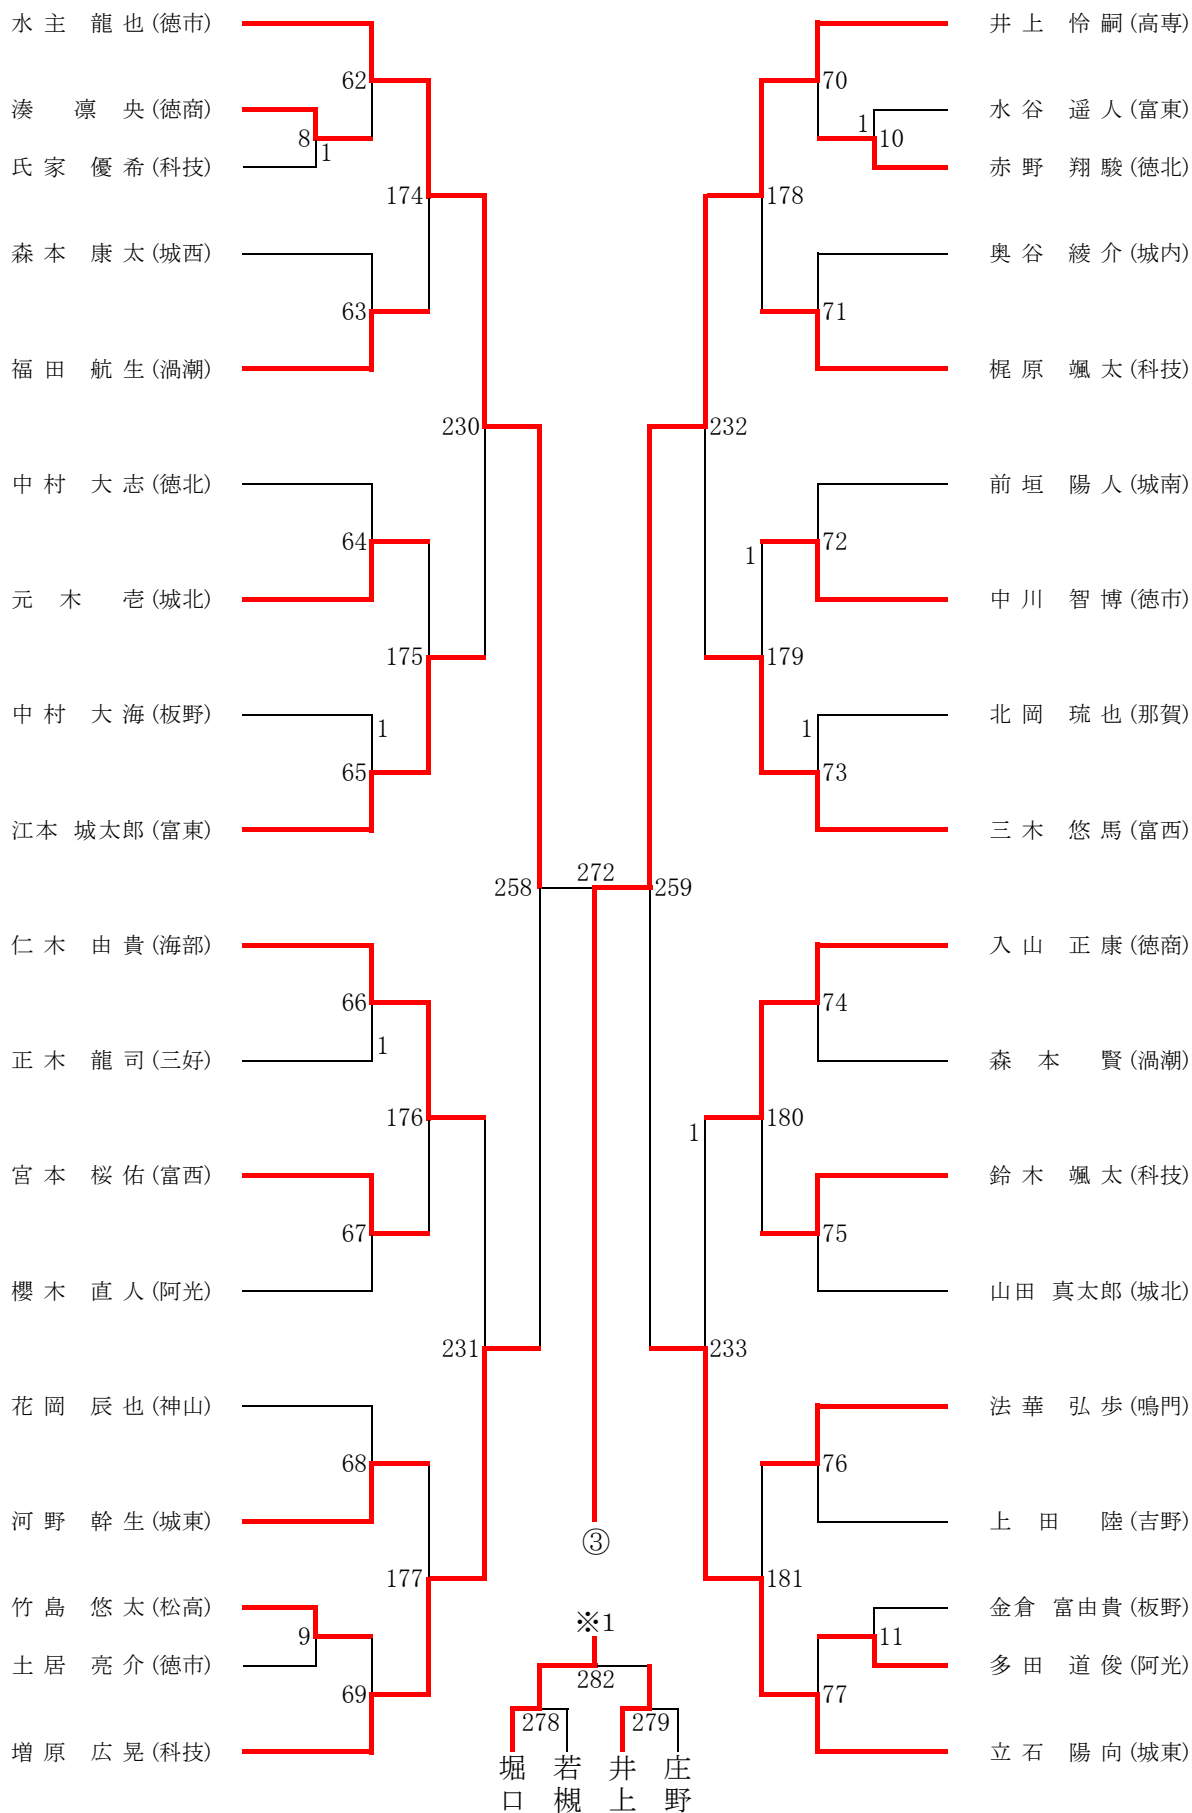 水主 龍也(徳市)
62
湊 凛央(徳商)
8
1
氏家 優希(科技)
174
森本 康太(城西)
63
福田 航生(渦潮)
230
中村 大志(徳北)
64
元木 壱(城北)
175
中村 大海(板野)
1
65
江本 城太郎(富東)
258
272
仁木 由貴(海部)
66
1
正木 龍司(三好)
176
宮本 桜佑(富西)
67
櫻木 直人(阿光)
231
花岡 辰也(神山)
68
河野 幹生(城東)
177
竹島 悠太(松高)
9
土居 亮介(徳市)
69
増原 広晃(科技)
井上 怜嗣(高専)
70
水谷 遥人(富東)
1
10
赤野 翔駿(徳北)
178
奥谷 綾介(城内)
71
梶原 颯太(科技)
232
前垣 陽人(城南)
72
1
中川 智博(徳市)
179
北岡 琉也(那賀)
1
73
三木 悠馬(富西)
259
入山 正康(徳商)
74
森本 賢(渦潮)
180
1
鈴木 颯太(科技)
75
山田 真太郎(城北)
233
法華 弘歩(鳴門)
76
上田 陸(吉野)
181
金倉 富由貴(板野)
11
多田 道俊(阿光)
77
立石 陽向(城東)
③
※1
282
278
279
堀口
若槻
井上
庄野